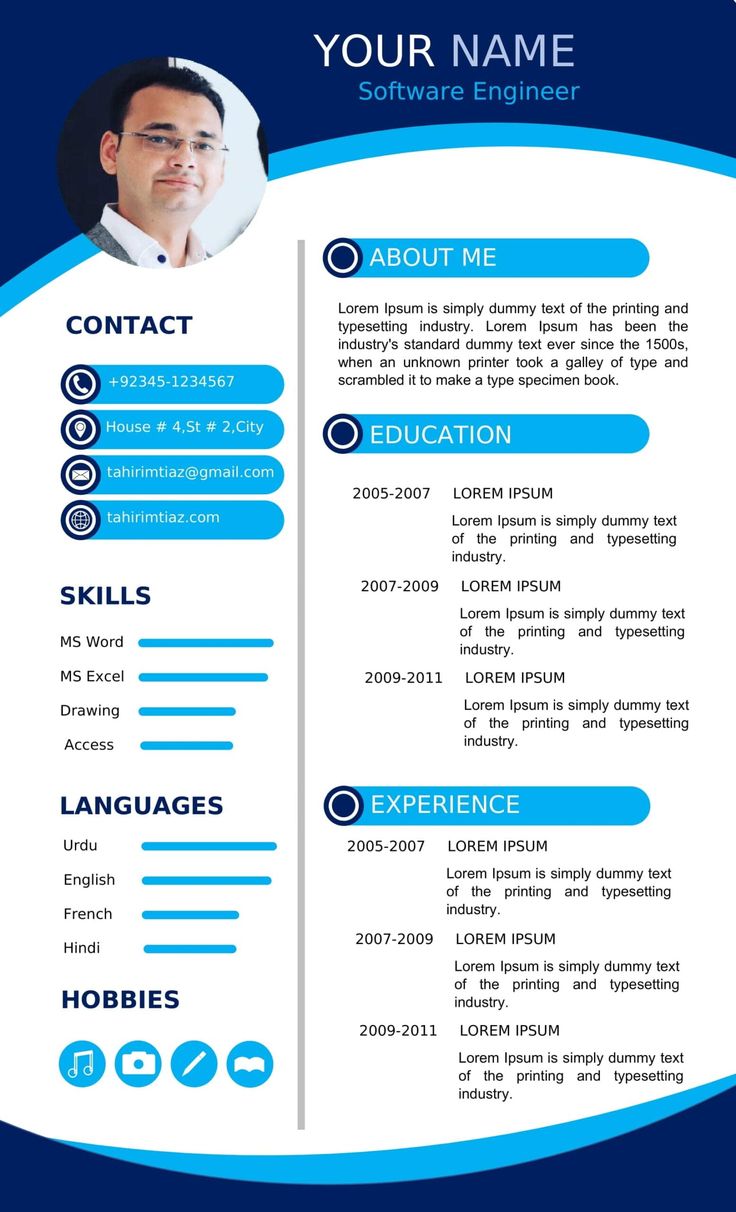 YOUR NAME
Software Engineer
CONTACT
+92345-1234567
House # 4,St # 2,City
tahirimtiaz@gmail.com
tahirimtiaz.com
SKILLS
MS Word
MS Excel
Drawing
Access
LANGUAGES
Urdu
English
French
Hindi
HOBBIES
ABOUT ME
Lorem Ipsum is simply dummy text of the printing and
typesetting industry. Lorem Ipsum has been the
industry's standard dummy text ever since the 1500s,
when an unknown printer took a galley of type and
scrambled it to make a type specimen book.
EDUCATION
2005-2007 LOREM IPSUM
Lorem Ipsum is simply dummy text
of the printing and typesetting
industry.
2007-2009 LOREM IPSUM
Lorem Ipsum is simply dummy text
of the printing and typesetting
industry.
2009-2011 LOREM IPSUM
Lorem Ipsum is simply dummy text
of the printing and typesetting
industry.
EXPERIENCE
2005-2007 LOREM IPSUM
Lorem Ipsum is simply dummy text
of the printing and typesetting
industry.
2007-2009 LOREM IPSUM
Lorem Ipsum is simply dummy text
of the printing and typesetting
industry.
2009-2011 LOREM IPSUM
Lorem Ipsum is simply dummy text
of the printing and typesetting
industry.